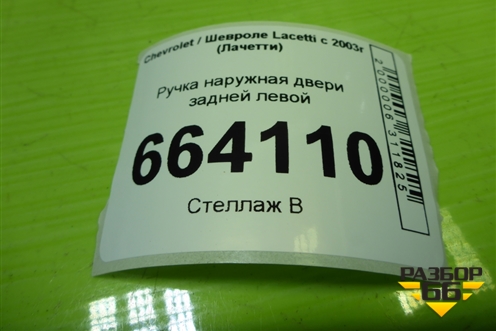 Chevrolet / Шевроле Lacetti с 2003г
(Лачетти)
Ручка наружная двери
задней левой
664110
Стеллаж В
2000006311825
РАЗБОР
66